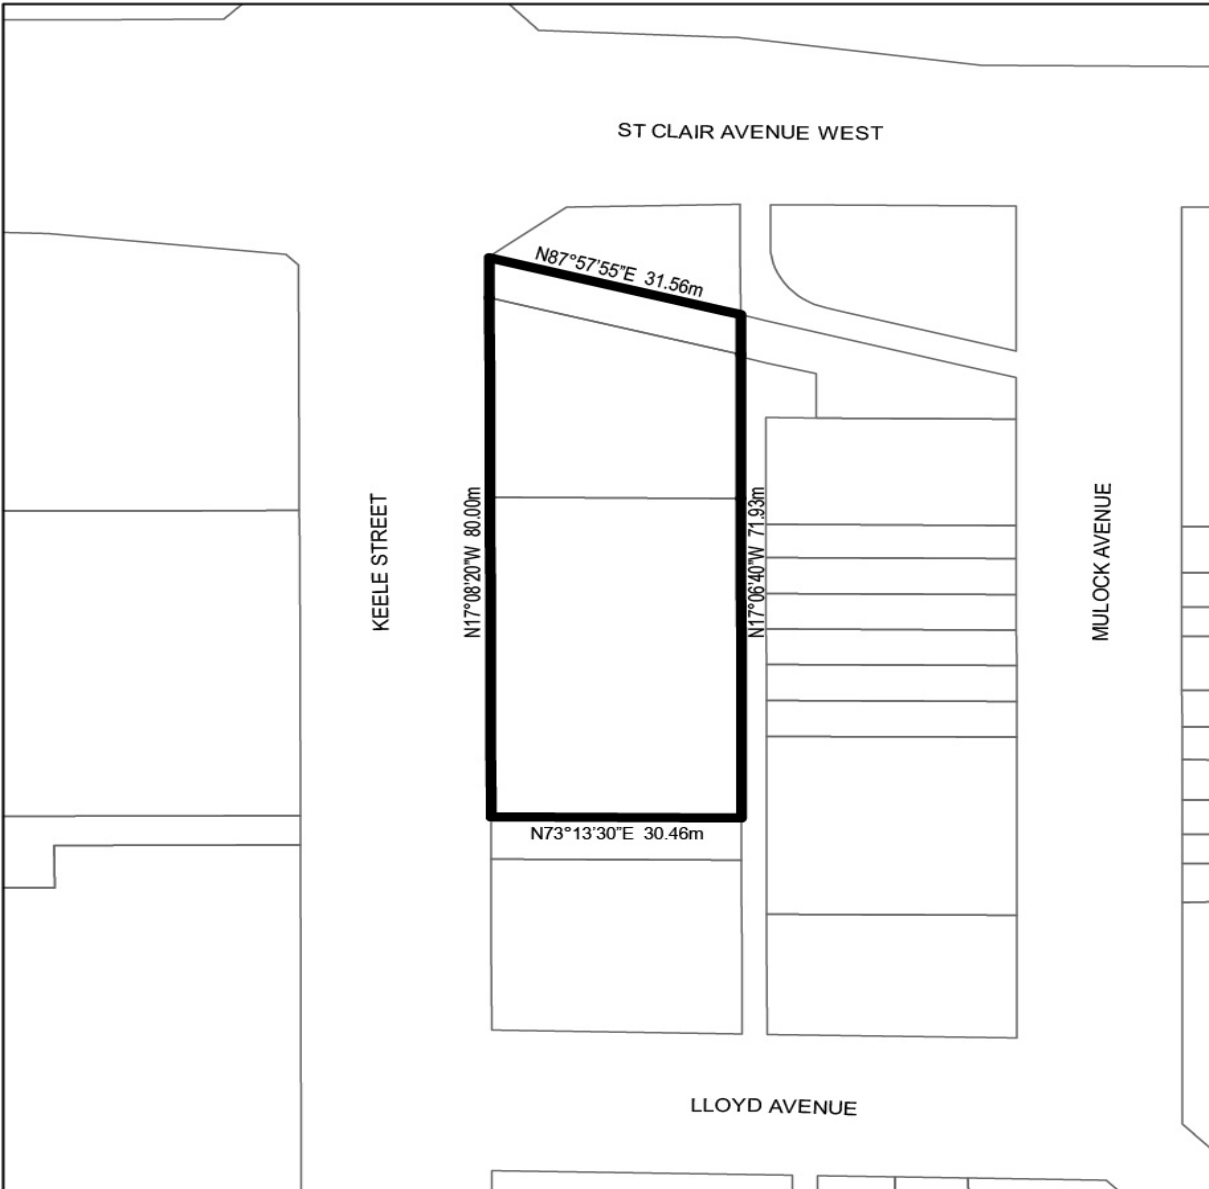 ST CLAIR AVENUE WEST
N87°57'55"E 31.56m
KEELE STREET
N17°08'20"W 80.00m
N17°06'40"W 71.93m
MULOCK AVENUE
N73°13'30"E 30.46m
LLOYD AVENUE